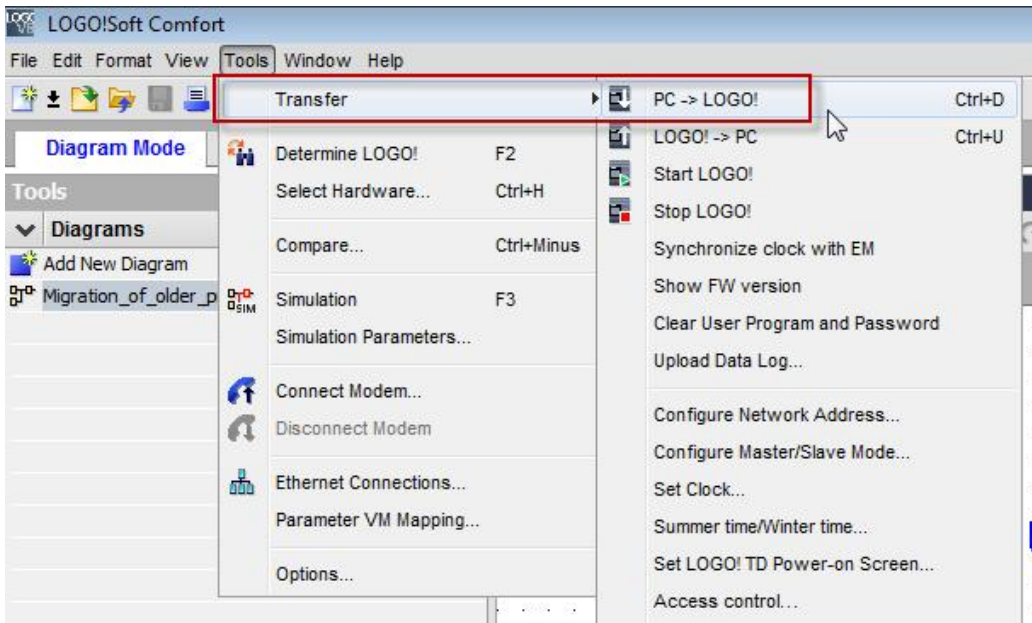 LOGO!Soft Comfort
File Edit Format View Tools Window Help
Transfer
PC -> LOGO! Ctrl+D
Diagram Mode
Determine LOGO! F2
LOGO! -> PC Ctrl+U
Tools
Select Hardware... Ctrl+H
Start LOGO!
Diagrams
Compare... Ctrl+Minus
Stop LOGO!
Add New Diagram
Synchronize clock with EM
Migration_of_older_p
SIM
Simulation F3
Show FW version
Simulation Parameters...
Clear User Program and Password
Upload Data Log...
Connect Modem...
Configure Network Address...
Disconnect Modem
Configure Master/Slave Mode...
Ethernet Connections...
Set Clock...
Parameter VM Mapping...
Summer time/Winter time...
Options...
Set LOGO! TD Power-on Screen...
Access control...